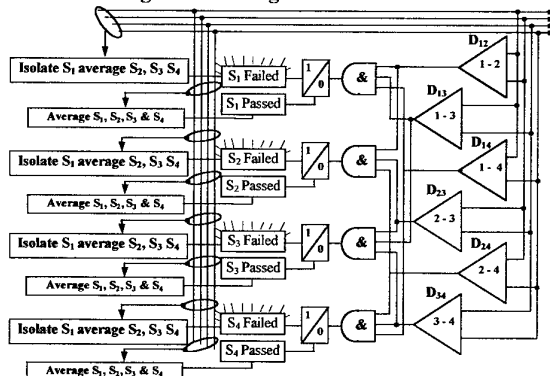 D12
Isolate S1 average S2, S3 S4
S1 Failed
1
0
&
1 - 2
D13
S1 Passed
1 - 3
Average S1, S2, S3 & S4
D14
Isolate S1 average S2, S3 S4
S2 Failed
1
0
&
1 - 4
S2 Passed
D23
Average S1, S2, S3 & S4
2 - 3
Isolate S1 average S2, S3 S4
S3 Failed
1
0
&
D24
S3 Passed
2 - 4
Average S1, S2, S3 & S4
D34
Isolate S1 average S2, S3 S4
S4 Failed
1
0
&
3 - 4
S4 Passed
Average S1, S2, S3 & S4